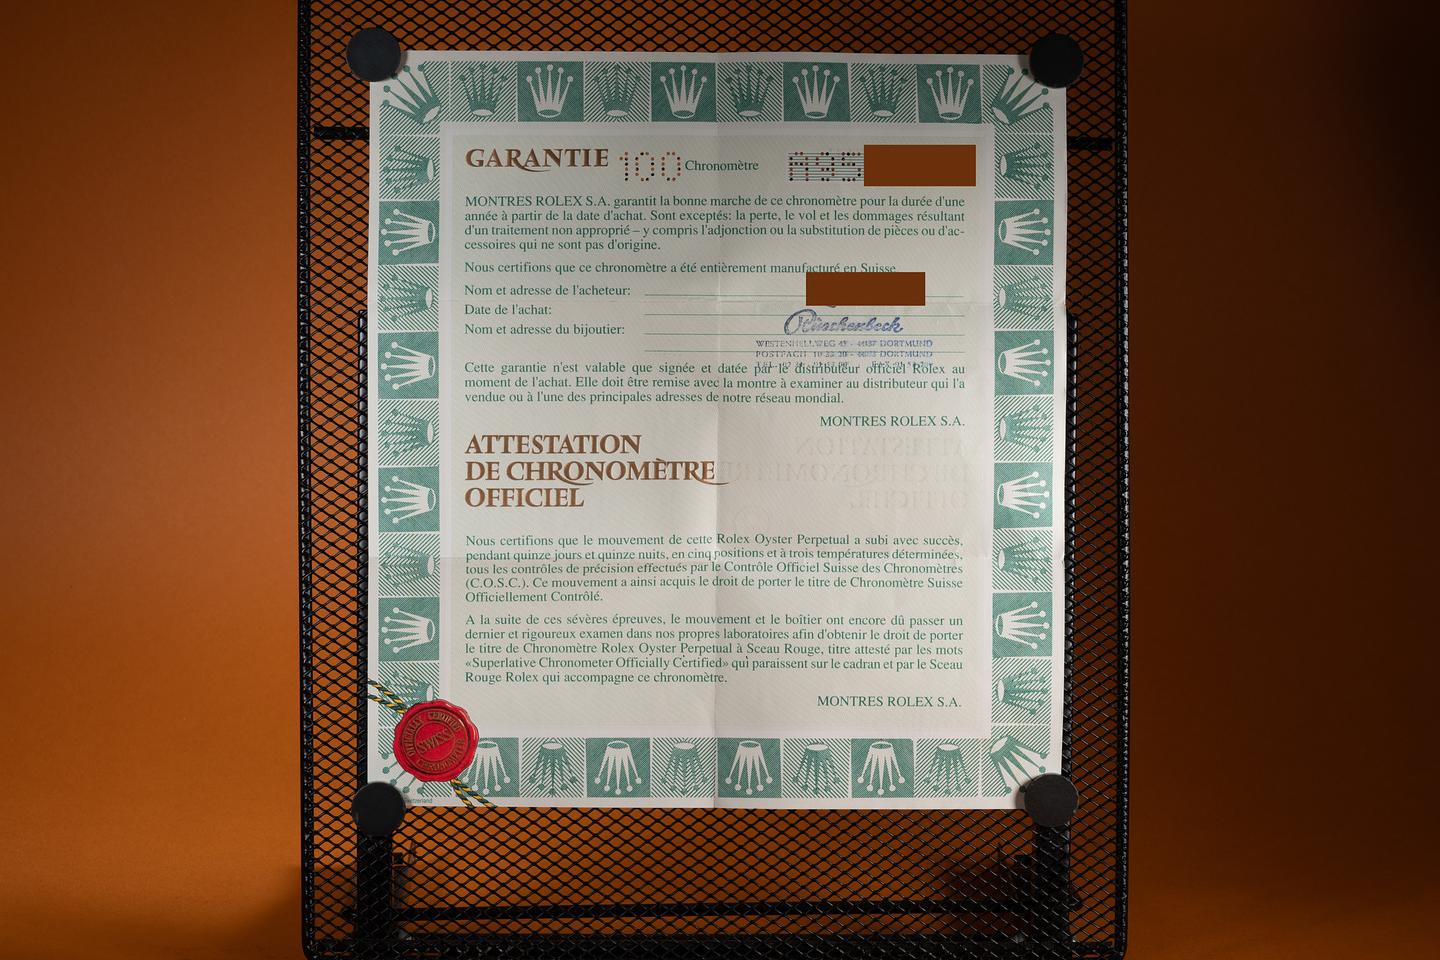 GARANTIE 100 Chronomètre
MONTRES ROLEX S.A. garantit la bonne marche de ce chronomètre pour la durée d'une
année à partir de la date d'achat. Sont exceptés: la perte, le vol et les dommages résultant
d'un traitement non approprié – y compris l'adjonction ou la substitution de pièces ou d'ac-
cessoires qui ne sont pas d'origine.
Nous certifions que ce chronomètre a été entièrement manufacturé en Suisse
Nom et adresse de l'acheteur:
Date de l'achat:
Nom et adresse du bijoutier:
Rüschenbeck
WESTENHELLWEG 45 - 44137 DORTMUND
POSTFACH DORTMUND
Cette garantie n'est valable que signée et datée par le distributeur officiel Rolex au
moment de l'achat. Elle doit être remise avec la montre à examiner au distributeur qui l'a
vendue ou à l'une des principales adresses de notre réseau mondial.
MONTRES ROLEX S.A.
ATTESTATION
DE CHRONOMÈTRE
OFFICIEL
Nous certifions que le mouvement de cette Rolex Oyster Perpetual a subi avec succès,
pendant quinze jours et quinze nuits, en cinq positions et à trois températures déterminées,
tous les contrôles de précision effectués par le Contrôle Officiel Suisse des Chronomètres
(C.O.S.C.). Ce mouvement a ainsi acquis le droit de porter le titre de Chronomètre Suisse
Officiellement Contrôlé.
A la suite de ces sévères épreuves, le mouvement et le boîtier ont encore dû passer un
dernier et rigoureux examen dans nos propres laboratoires afin d'obtenir le droit de porter
le titre de Chronomètre Rolex Oyster Perpetual à Sceau Rouge, titre attesté par les mots
«Superlative Chronometer Officially Certified» qui paraissent sur le cadran et par le Sceau
Rouge Rolex qui accompagne ce chronomètre.
MONTRES ROLEX S.A.
OFFICIALLY CERTIFIED
SWISS
CHRONOMETER